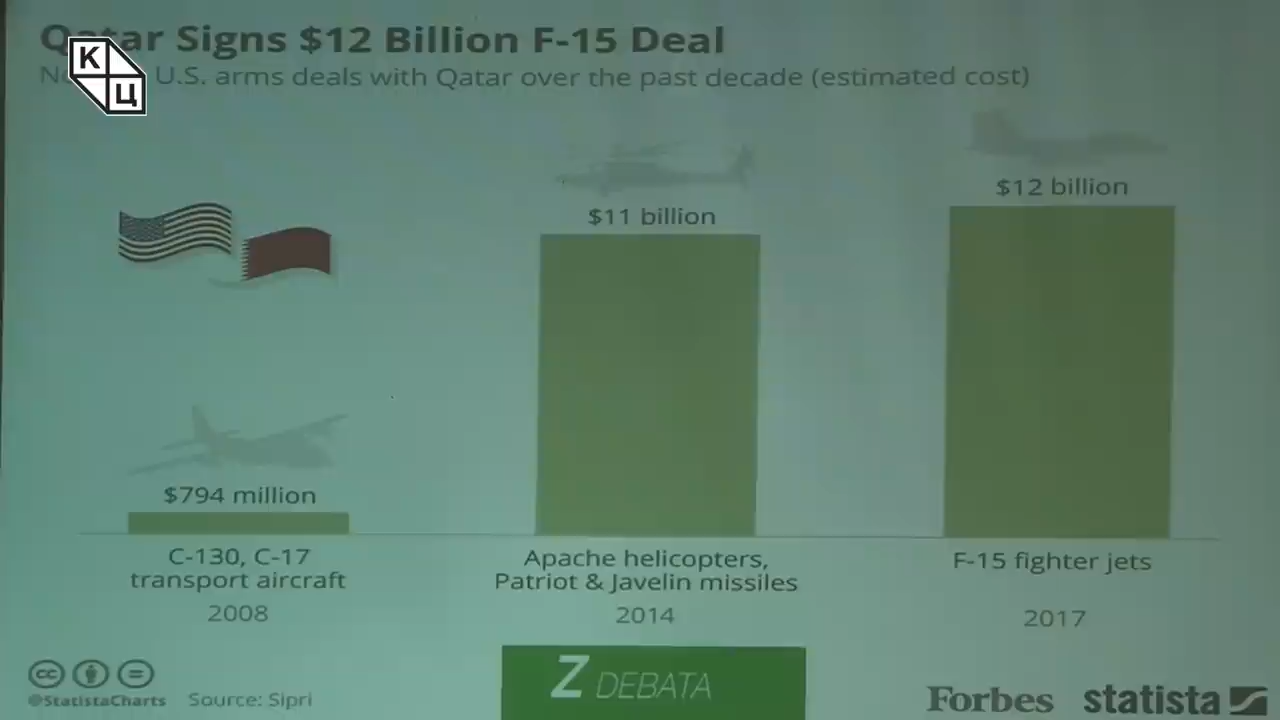 Qatar Signs $12 Billion F-15 Deal
U.S. arms deals with Qatar over the past decade (estimated cost)
К
Ц
$12 billion
$11 billion
$794 million
C-130, C-17
transport aircraft
2008
Apache helicopters,
Patriot & Javelin missiles
2014
F-15 fighter jets
2017
cc
@StatistaCharts
Source: Sipri
Z DEBATA
Forbes
statista